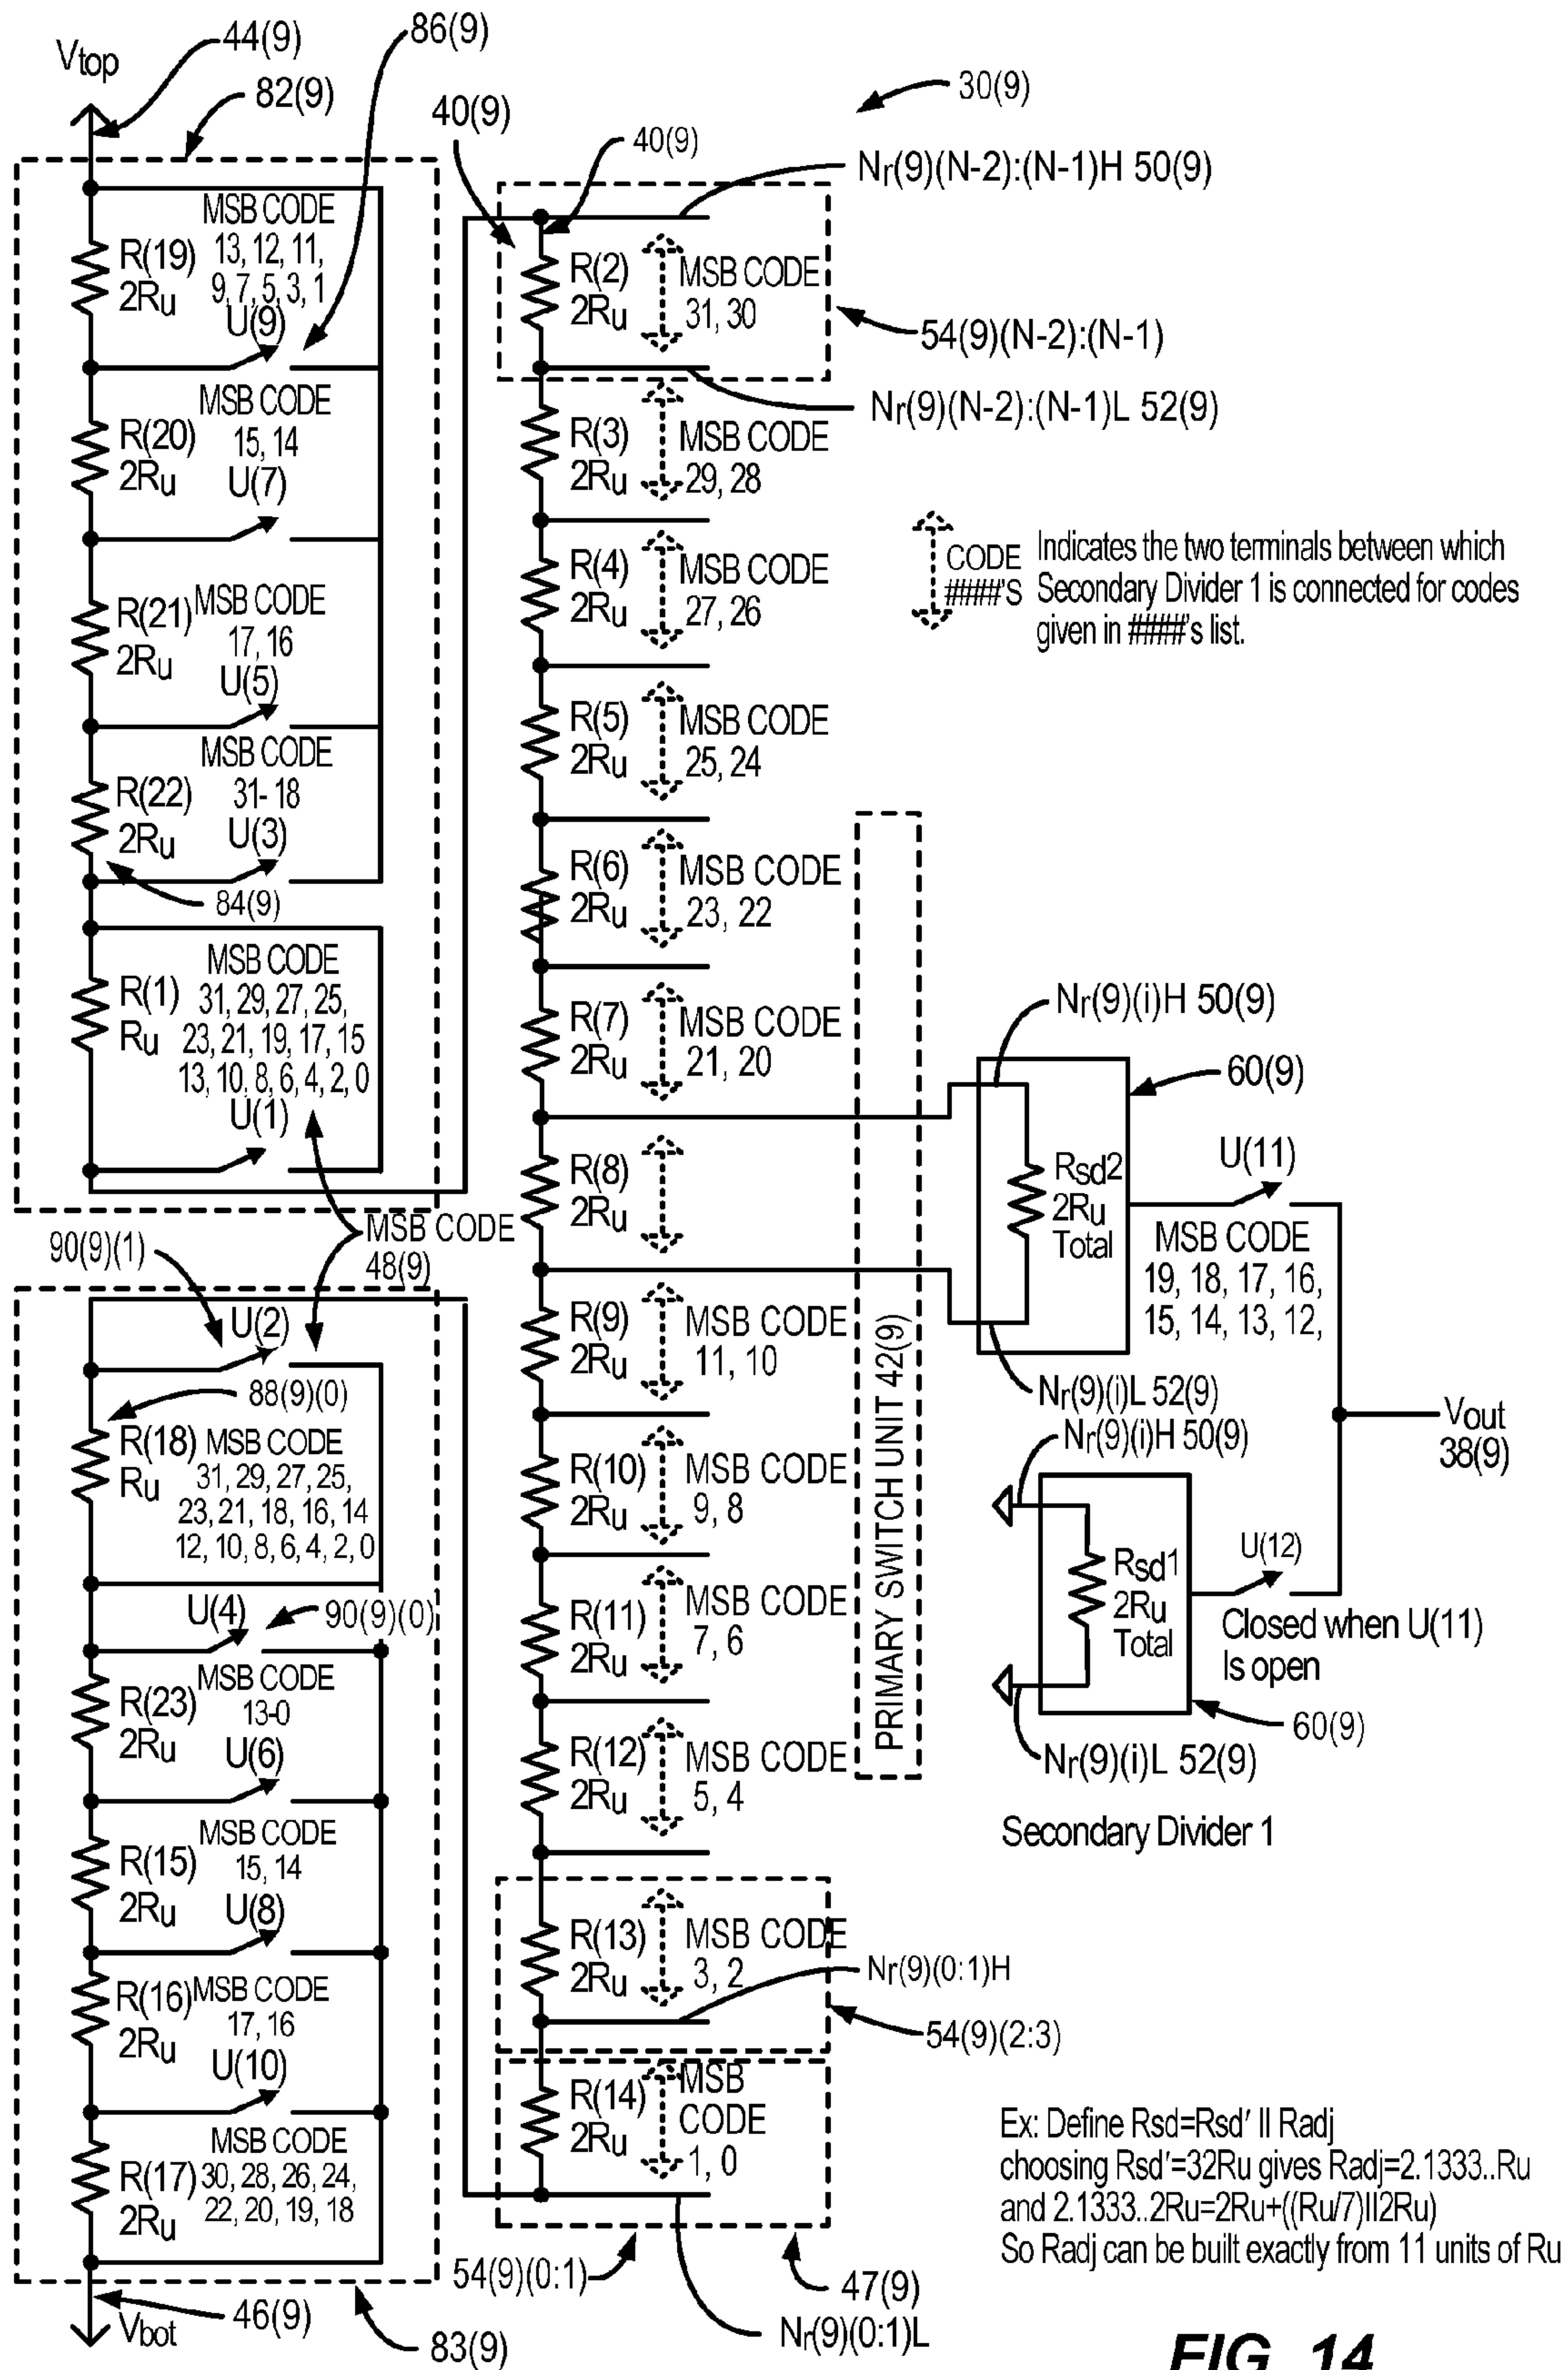 Vtop
44(9)
82(9)
86(9)
40(9)
40(9)
30(9)
Nr(9)(N-2):(N-1)H 50(9)
54(9)(N-2):(N-1)
Nr(9)(N-2):(N-1)L 52(9)
R(19)
2Ru
MSB CODE
13, 12, 11,
9, 7, 5, 3, 1
U(9)
R(20)
2Ru
MSB CODE
15, 14
U(7)
R(21)
2Ru
MSB CODE
17, 16
U(5)
R(22)
2Ru
MSB CODE
31- 18
U(3)
84(9)
R(1)
Ru
MSB CODE
31, 29, 27, 25,
23, 21, 19, 17, 15
13, 10, 8, 6, 4, 2, 0
U(1)
MSB CODE
48(9)
90(9)(1)
U(2)
88(9)(0)
R(18)
Ru
MSB CODE
31, 29, 27, 25,
23, 21, 18, 16, 14
12, 10, 8, 6, 4, 2, 0
U(4)
90(9)(0)
R(23)
2Ru
MSB CODE
13-0
U(6)
R(15)
2Ru
MSB CODE
15, 14
U(8)
R(16)
2Ru
MSB CODE
17, 16
U(10)
R(17)
2Ru
MSB CODE
30, 28, 26, 24,
22, 20, 19, 18
46(9)
Vbot
83(9)
R(2)
2Ru
MSB CODE
31, 30
R(3)
2Ru
MSB CODE
29, 28
R(4)
2Ru
MSB CODE
27, 26
R(5)
2Ru
MSB CODE
25, 24
R(6)
2Ru
MSB CODE
23, 22
R(7)
2Ru
MSB CODE
21, 20
R(8)
2Ru
R(9)
2Ru
MSB CODE
11, 10
R(10)
2Ru
MSB CODE
9, 8
R(11)
2Ru
MSB CODE
7, 6
R(12)
2Ru
MSB CODE
5, 4
R(13)
2Ru
MSB CODE
3, 2
Nr(9)(0:1)H
54(9)(2:3)
R(14)
2Ru
MSB
CODE
1, 0
54(9)(0:1)
47(9)
Nr(9)(0:1)L
PRIMARY SWITCH UNIT 42(9)
CODE
####'S
Indicates the two terminals between which
Secondary Divider 1 is connected for codes
given in ####'s list.
Nr(9)(i)H 50(9)
60(9)
Rsd2
2Ru
Total
U(11)
MSB CODE
19, 18, 17, 16,
15, 14, 13, 12,
Nr(9)(i)L 52(9)
Nr(9)(i)H 50(9)
Vout
38(9)
Rsd1
2Ru
Total
U(12)
Closed when U(11)
Is open
60(9)
Nr(9)(i)L 52(9)
Secondary Divider 1
Ex: Define Rsd=Rsd' II Radj
choosing Rsd'=32Ru gives Radj=2.1333..Ru
and 2.1333..2Ru=2Ru+((Ru/7)II2Ru)
So Radj can be built exactly from 11 units of Ru
FIG. 14